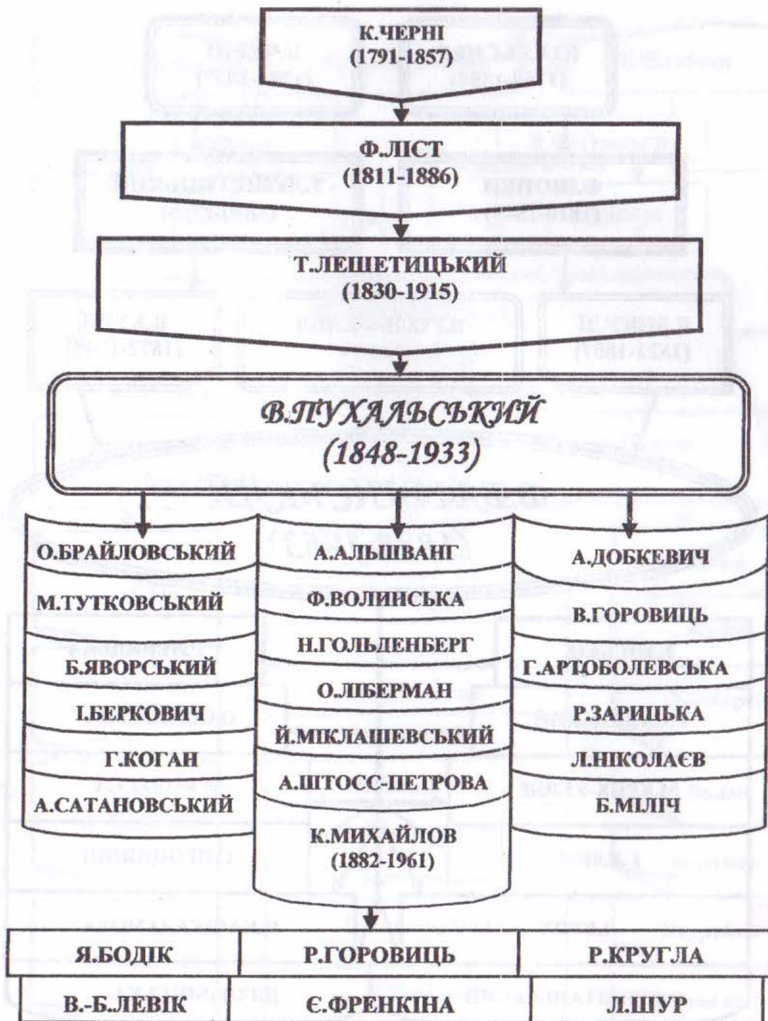 К.ЧЕРНІ
(1791-1857)
Ф.ЛІСТ
(1811-1886)
Т.ЛЕШЕТИЦЬКИЙ
(1830-1915)
В.ПУХАЛЬСЬКИЙ
(1848-1933)
О.БРАЙЛОВСЬКИЙ
М.ТУТКОВСЬКИЙ
Б.ЯВОРСЬКИЙ
І.БЕРКОВИЧ
Г.КОГАН
А.САТАНОВСЬКИЙ
А.АЛЬШВАНГ
Ф.ВОЛИНСЬКА
Н.ГОЛЬДЕНБЕРГ
О.ЛІБЕРМАН
Й.МІКЛАШЕВСЬКИЙ
А.ШТОСС-ПЕТРОВА
К.МИХАЙЛОВ
(1882-1961)
А.ДОБКЕВИЧ
В.ГОРОВИЦЬ
Г.АРТОБОЛЕВСЬКА
Р.ЗАРИЦЬКА
Л.НІКОЛАЄВ
Б.МІЛІЧ
Я.БОДІК
Р.ГОРОВИЦЬ
Р.КРУГЛА
В.-Б.ЛЕВІК
Є.ФРЕНКІНА
Л.ШУР